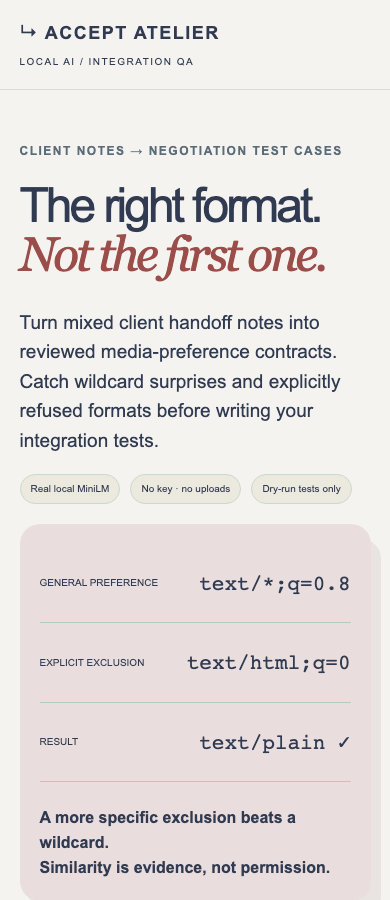 ↳ ACCEPT ATELIER
LOCAL AI / INTEGRATION QA
CLIENT NOTES → NEGOTIATION TEST CASES
The right format.
Not the first one.
Turn mixed client handoff notes into
reviewed media-preference contracts.
Catch wildcard surprises and explicitly
refused formats before writing your
integration tests.
Real local MiniLM
No key · no uploads
Dry-run tests only
GENERAL PREFERENCE text/*;q=0.8
EXPLICIT EXCLUSION text/html;q=0
RESULT text/plain ✓
A more specific exclusion beats a
wildcard.
Similarity is evidence, not permission.